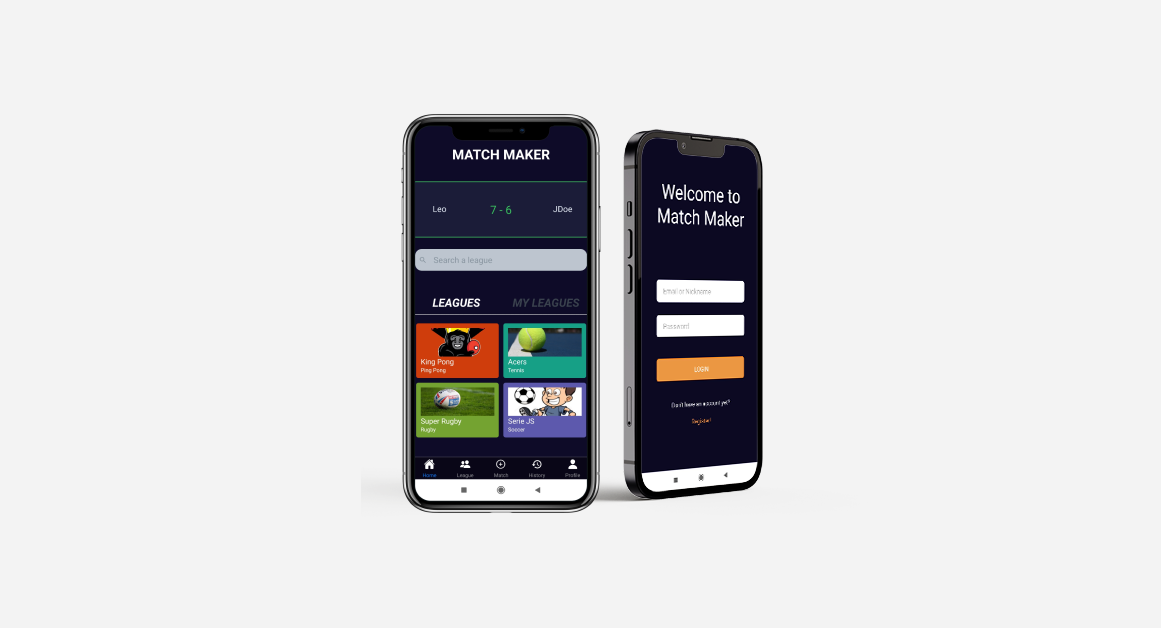 MATCH MAKER
Leo
7 - 6
JDoe
Search a league
LEAGUES
MY LEAGUES
King Pong
Ping Pong
Acers
Tennis
Super Rugby
Rugby
Serie JS
Soccer
Home
League
Match
History
Profile
Welcome to
Match Maker
Email or Nickname
Password
LOGIN
Don't have an account yet?
Register!